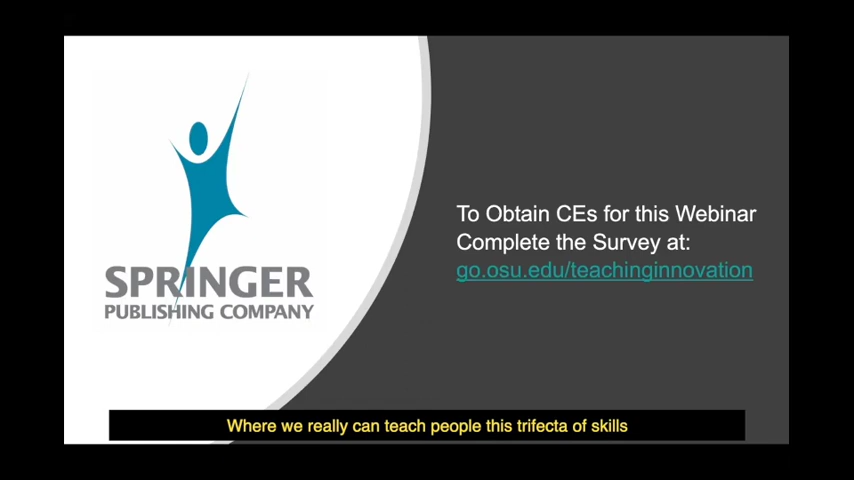 SPRINGER
PUBLISHING COMPANY
To Obtain CEs for this Webinar
Complete the Survey at:
go.osu.edu/teachinginnovation
Where we really can teach people this trifecta of skills